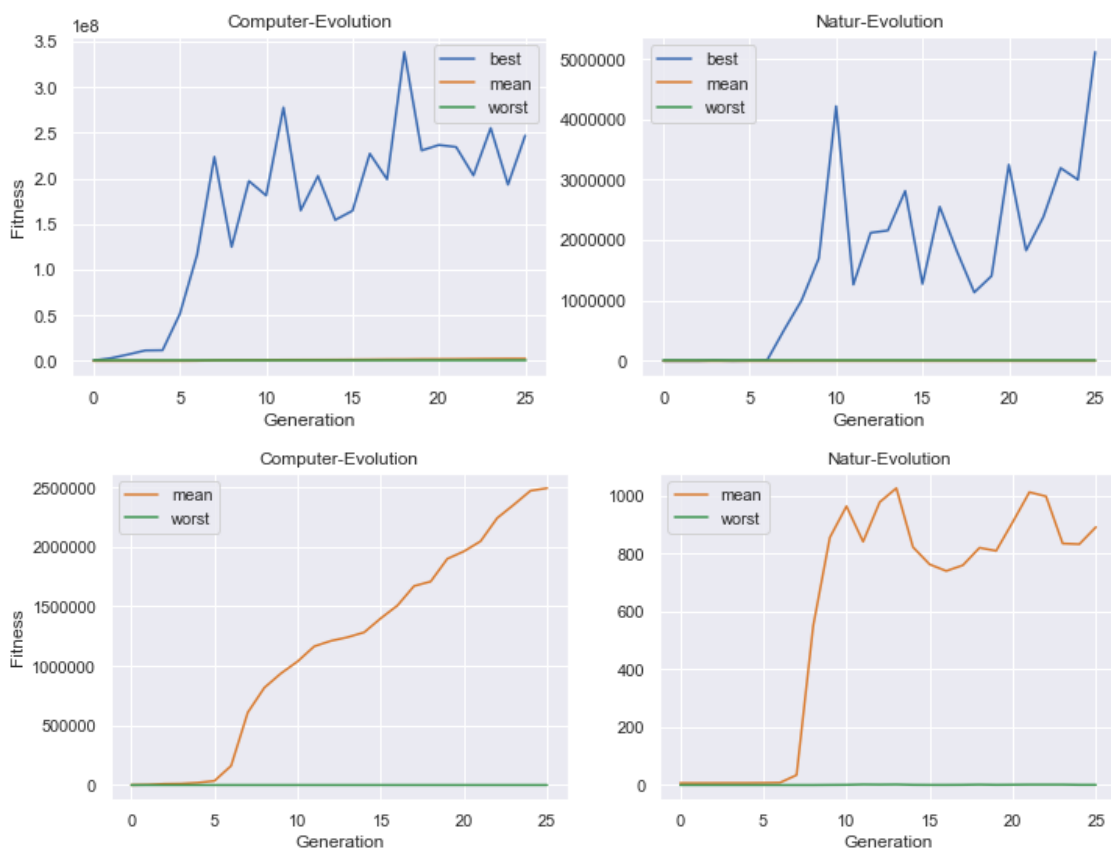 Computer-Evolution
1e8
3.5
3.0
2.5
2.0
1.5
1.0
0.5
0.0
Fitness
best
mean
worst
0 5 10 15 20 25
Generation
Natur-Evolution
5000000
4000000
3000000
2000000
1000000
0
best
mean
worst
0 5 10 15 20 25
Generation
Computer-Evolution
2500000
2000000
1500000
1000000
500000
0
Fitness
mean
worst
0 5 10 15 20 25
Generation
Natur-Evolution
1000
800
600
400
200
0
mean
worst
0 5 10 15 20 25
Generation